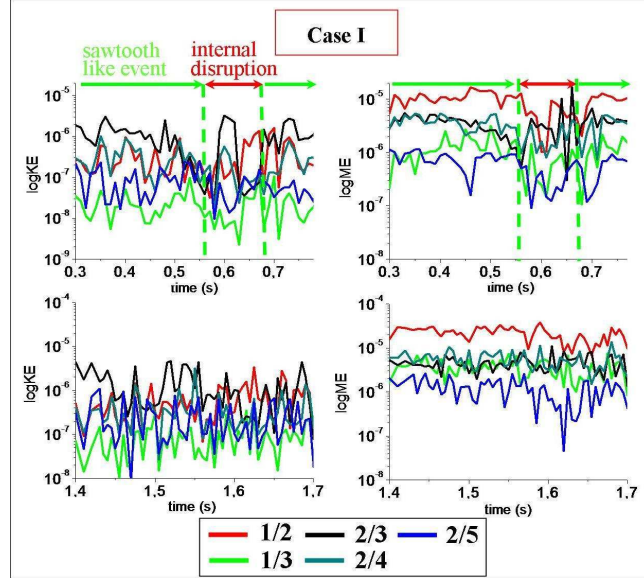 Case I
sawtooth
like event
internal
disruption
10⁻⁵
10⁻⁶
10⁻⁷
10⁻⁸
10⁻⁹
logKE
0.3 0,4 0,5 0,6 0,7
time (s)
10⁻⁵
10⁻⁶
10⁻⁷
10⁻⁸
logME
0.3 0,4 0,5 0,6 0,7
time (s)
10⁻⁴
10⁻⁵
10⁻⁶
10⁻⁷
10⁻⁸
logKE
1,4 1,5 1,6 1,7
time (s)
10⁻⁴
10⁻⁵
10⁻⁶
10⁻⁷
10⁻⁸
logME
1.4 1,5 1,6 1,7
time (s)
1/2 2/3 2/5
1/3 2/4